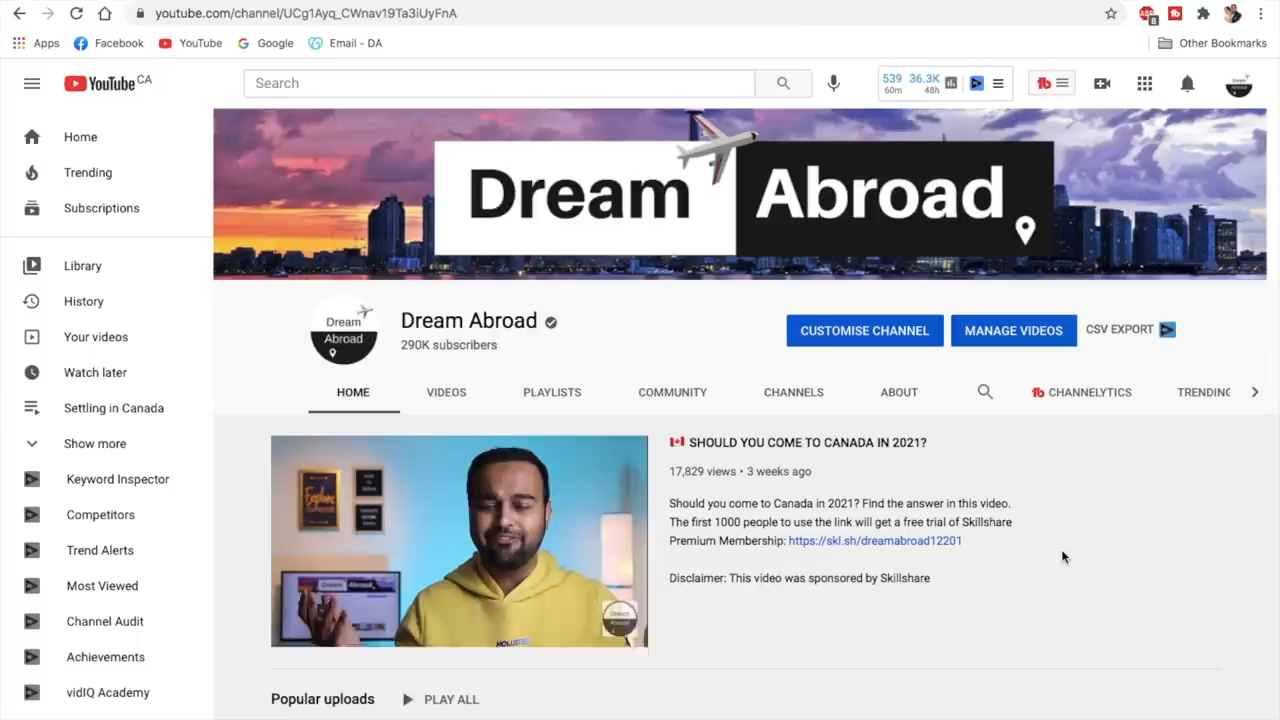 youtube.com/channel/UCg1Ayq_CWnav19Ta3iUyFnA
8
Apps Facebook YouTube Google Email - DA Other Bookmarks
YouTube CA
Search
539 36.3K
60m 48h
Home
Trending
Subscriptions
Library
History
Your videos
Watch later
Settling in Canada
Show more
Keyword Inspector
Competitors
Trend Alerts
Most Viewed
Channel Audit
Achievements
vidIQ Academy
Dream Abroad
Dream
Abroad
Dream Abroad
290K subscribers
CUSTOMISE CHANNEL MANAGE VIDEOS CSV EXPORT
HOME VIDEOS PLAYLISTS COMMUNITY CHANNELS ABOUT tb CHANNELYTICS TRENDING
Explore
Dream Abroad
SHOULD YOU COME TO CANADA IN 2021?
17,829 views • 3 weeks ago
Should you come to Canada in 2021? Find the answer in this video.
The first 1000 people to use the link will get a free trial of Skillshare
Premium Membership: https://skl.sh/dreamabroad12201
Disclaimer: This video was sponsored by Skillshare
Popular uploads PLAY ALL